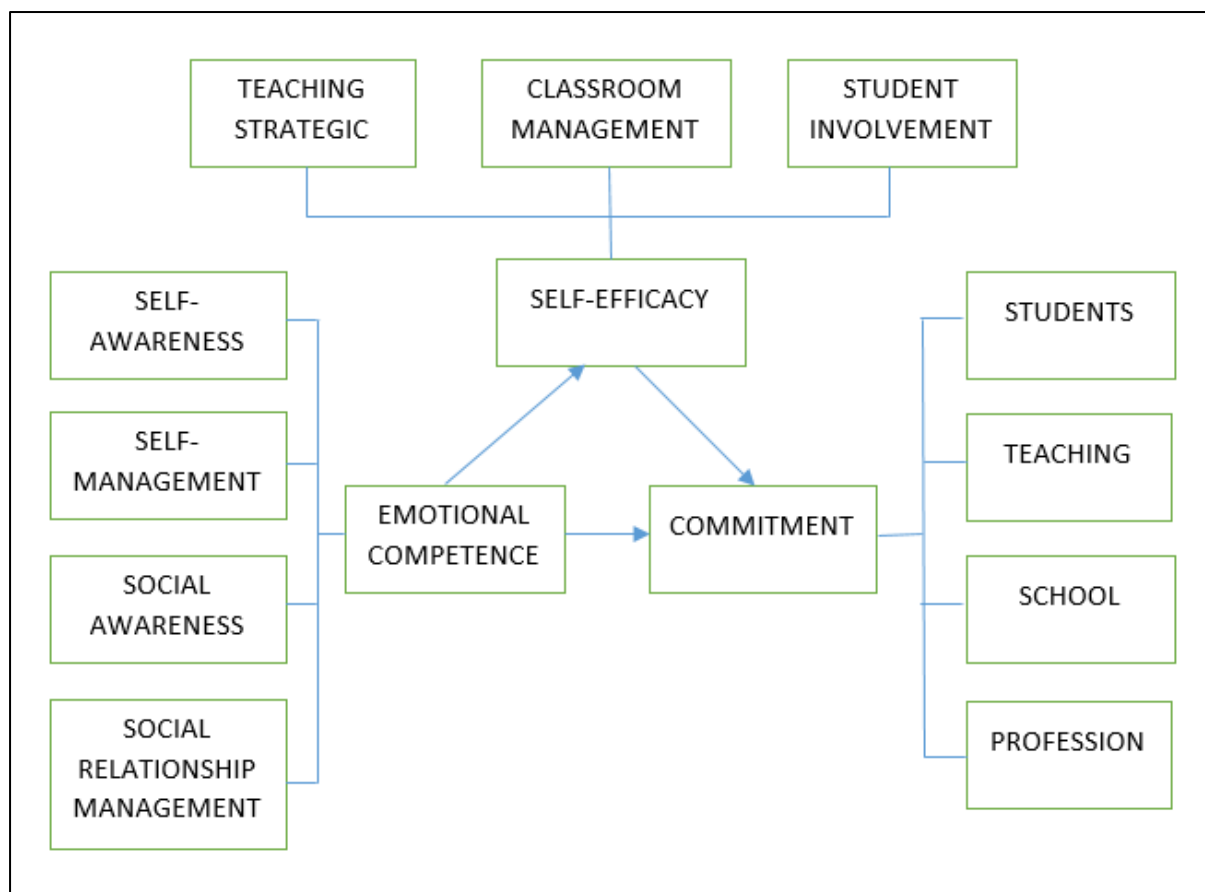 TEACHING
STRATEGIC
CLASSROOM
MANAGEMENT
STUDENT
INVOLVEMENT
SELF-EFFICACY
SELF-
AWARENESS
SELF-
MANAGEMENT
SOCIAL
AWARENESS
SOCIAL
RELATIONSHIP
MANAGEMENT
EMOTIONAL
COMPETENCE
COMMITMENT
STUDENTS
TEACHING
SCHOOL
PROFESSION